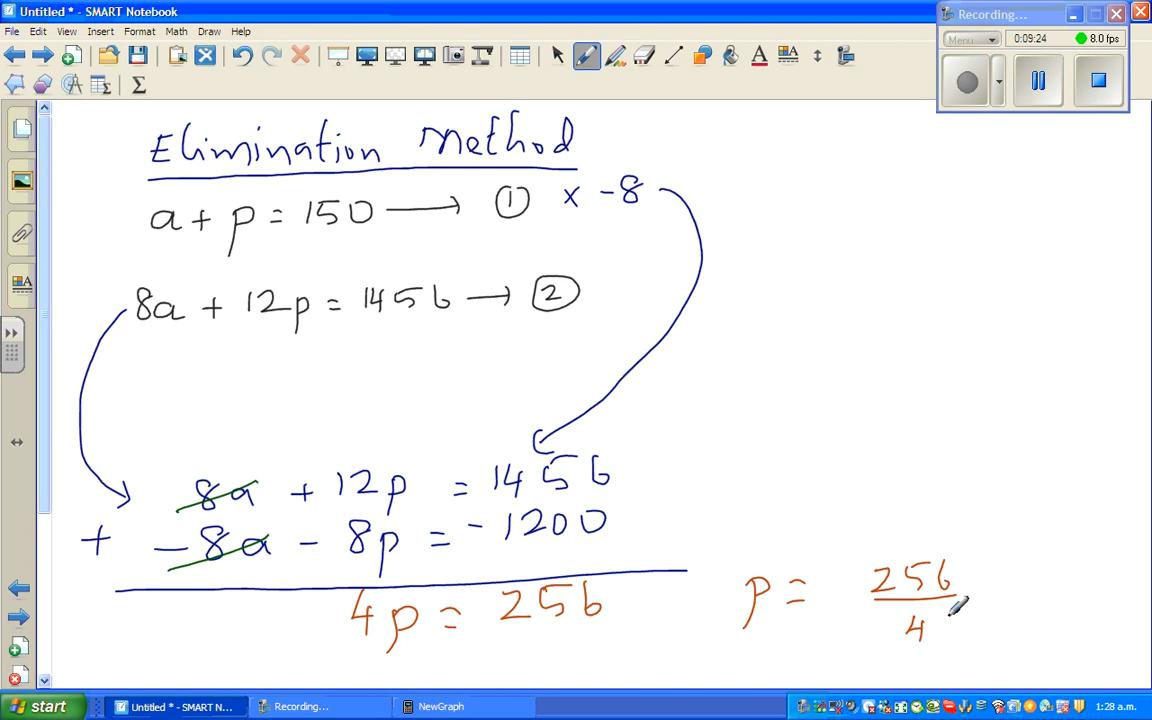 Untitled * - SMART Notebook
Recording...
File Edit View Insert Format Math Draw Help
Menu 0:09:24 8.0 fps
Elimination Method
a + p = 150 → ① x -8
8a + 12p = 1456 → ②
8a + 12p = 1456
+ -8a - 8p = -1200
4p = 256
p = 256
4
start Untitled * - SMART N... Recording... NewGraph 1:28 a.m.